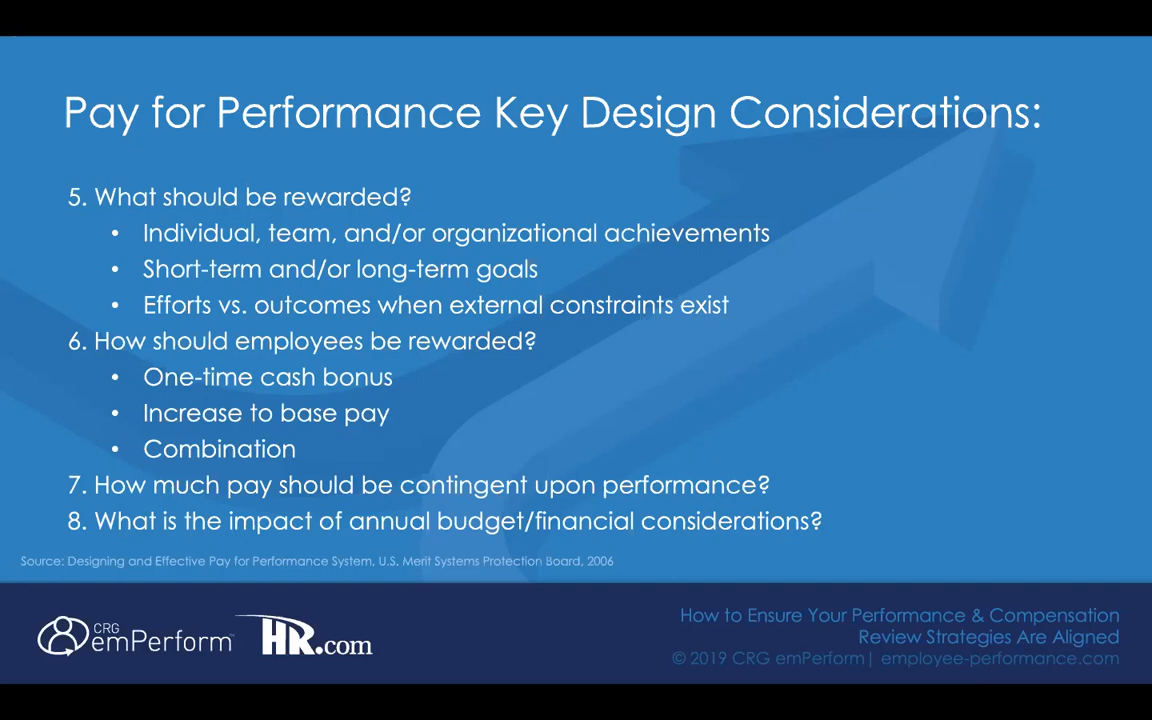 Pay for Performance Key Design Considerations:
5. What should be rewarded?
• Individual, team, and/or organizational achievements
• Short-term and/or long-term goals
• Efforts vs. outcomes when external constraints exist
6. How should employees be rewarded?
• One-time cash bonus
• Increase to base pay
• Combination
7. How much pay should be contingent upon performance?
8. What is the impact of annual budget/financial considerations?
Source: Designing and Effective Pay for Performance System, U.S. Merit Systems Protection Board, 2006
CRG
emPerform™
HR.com
How to Ensure Your Performance & Compensation
Review Strategies Are Aligned
© 2019 CRG emPerform| employee-performance.com